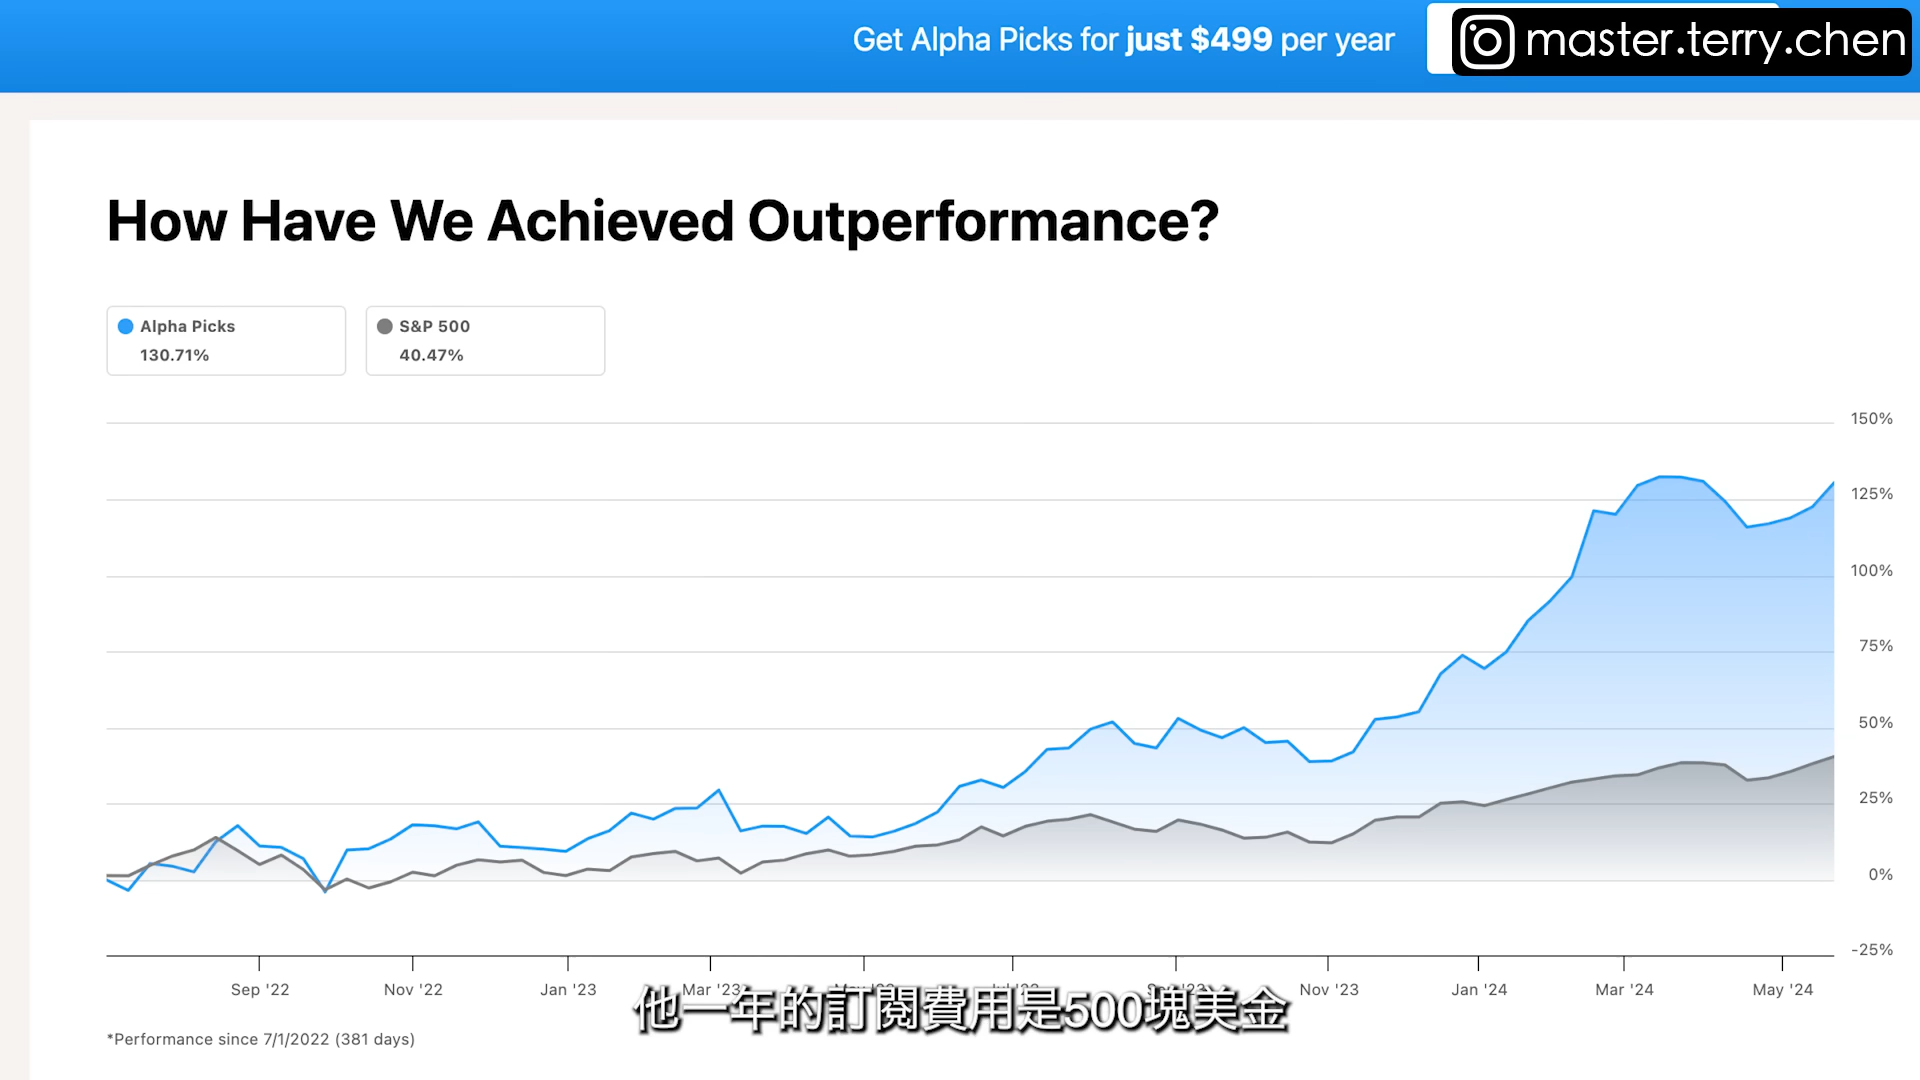 Get Alpha Picks for just $499 per year
master.terry.chen
How Have We Achieved Outperformance?
Alpha Picks
130.71%
S&P 500
40.47%
150%
125%
100%
75%
50%
25%
0%
-25%
Sep '22 Nov '22 Jan '23 Mar '23 Nov '23 Jan '24 Mar '24 May '24
他一年的訂閱費用是500塊美金
*Performance since 7/1/2022 (381 days)